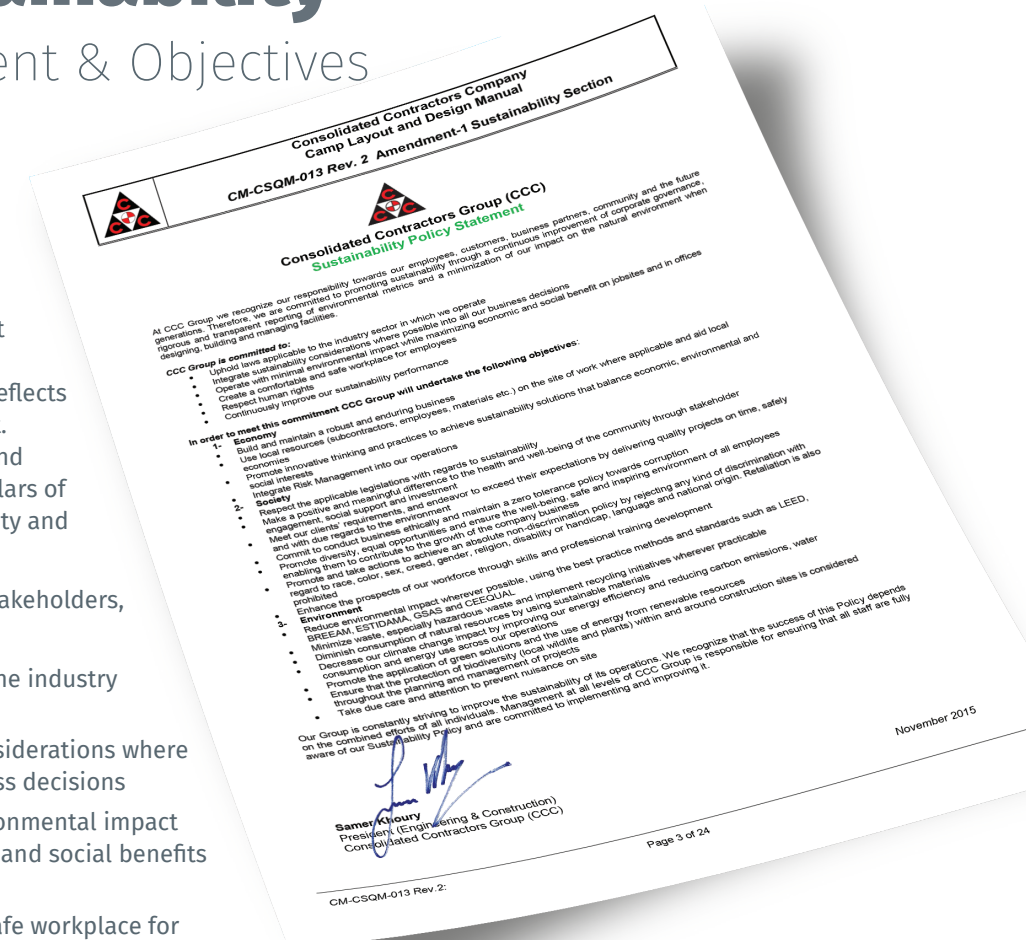 ainability
ent & Objectives
t
eflects
.
nd
lars of
ty and
takeholders,
he industry
siderations where
ss decisions
onmental impact
and social benefits
afe workplace for
Consolidated Contractors Company
Camp Layout and Design Manual
CM-CSQM-013 Rev. 2 Amendment-1 Sustainability Section
C
C C
C
C C
Consolidated Contractors Group (CCC)
Sustainability Policy Statement
At CCC Group we recognize our responsibility towards our employees, customers, business partners, community and the future
generations. Therefore, we are committed to promoting sustainability through a continuous improvement of corporate governance,
rigorous and transparent reporting of environmental metrics and a minimization of our impact on the natural environment when
designing, building and managing facilities.
CCC Group is committed to:
• Uphold laws applicable to the industry sector in which we operate
• Integrate sustainability considerations where possible into all our business decisions
• Operate with minimal environmental impact while maximizing economic and social benefit on jobsites and in offices
• Create a comfortable and safe workplace for employees
• Respect human rights
• Continuously improve our sustainability performance
In order to meet this commitment CCC Group will undertake the following objectives:
1- Economy
• Build and maintain a robust and enduring business
• Use local resources (subcontractors, employees, materials etc.) on the site of work where applicable and aid local
economies
• Promote innovative thinking and practices to achieve sustainability solutions that balance economic, environmental and
social interests
• Integrate Risk Management into our operations
2- Society
• Respect the applicable legislations with regards to sustainability
• Make a positive and meaningful difference to the health and well-being of the community through stakeholder
engagement, social support and investment
• Meet our clients' requirements, and endeavor to exceed their expectations by delivering quality projects on time, safely
and with due regards to the environment
• Commit to conduct business ethically and maintain a zero tolerance policy towards corruption
• Promote diversity, equal opportunities and ensure the well-being, safe and inspiring environment of all employees
enabling them to contribute to the growth of the company business
• Promote and take actions to achieve an absolute non-discrimination policy by rejecting any kind of discrimination with
regard to race, color, sex, creed, gender, religion, disability or handicap, language and national origin. Retaliation is also
prohibited
• Enhance the prospects of our workforce through skills and professional training development
3- Environment
• Reduce environmental impact wherever possible, using the best practice methods and standards such as LEED,
BREEAM, ESTIDAMA, GSAS and CEEQUAL
• Minimize waste, especially hazardous waste and implement recycling initiatives wherever practicable
• Diminish consumption of natural resources by using sustainable materials
• Decrease our climate change impact by improving our energy efficiency and reducing carbon emissions, water
consumption and energy use across our operations
• Promote the application of green solutions and the use of energy from renewable resources
• Ensure that the protection of biodiversity (local wildlife and plants) within and around construction sites is considered
throughout the planning and management of projects
• Take due care and attention to prevent nuisance on site
Our Group is constantly striving to improve the sustainability of its operations. We recognize that the success of this Policy depends
on the combined efforts of all individuals. Management at all levels of CCC Group is responsible for ensuring that all staff are fully
aware of our Sustainability Policy and are committed to implementing and improving it.
Samer Khoury
President (Engineering & Construction)
Consolidated Contractors Group (CCC)
November 2015
Page 3 of 24
CM-CSQM-013 Rev.2: